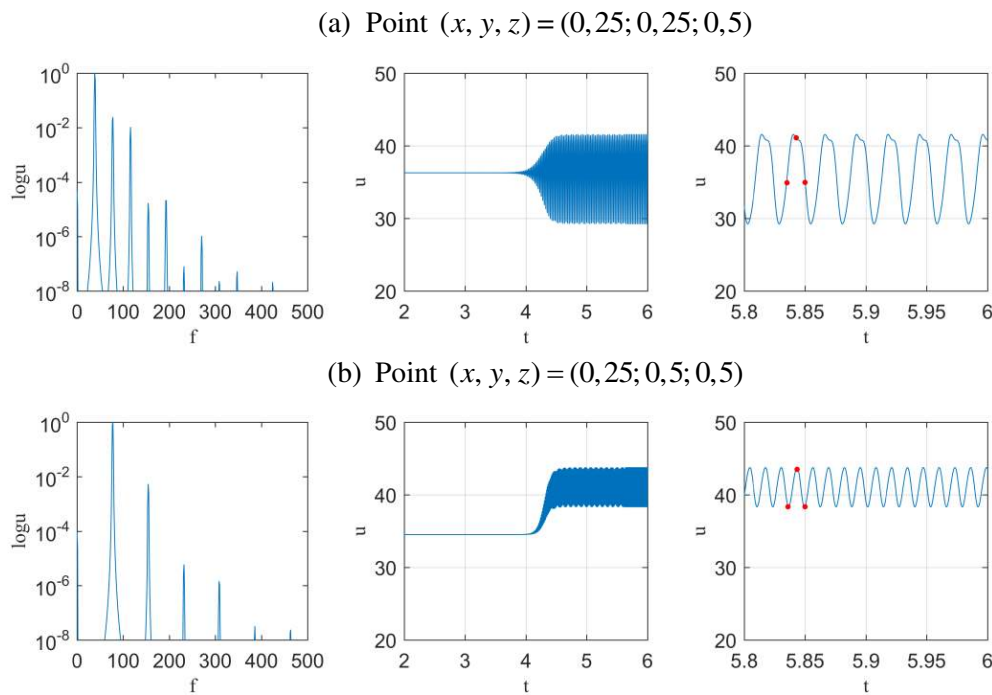 (a) Point (x, y, z) = (0,25; 0,25; 0,5)
10^0
10^-2
10^-4
10^-6
10^-8
logu
0 100 200 300 400 500
f
50
40
30
20
u
2 3 4 5 6
t
50
40
30
20
u
5.8 5.85 5.9 5.95 6
t
(b) Point (x, y, z) = (0,25; 0,5; 0,5)
10^0
10^-2
10^-4
10^-6
10^-8
logu
0 100 200 300 400 500
f
50
40
30
20
u
2 3 4 5 6
t
50
40
30
20
u
5.8 5.85 5.9 5.95 6
t